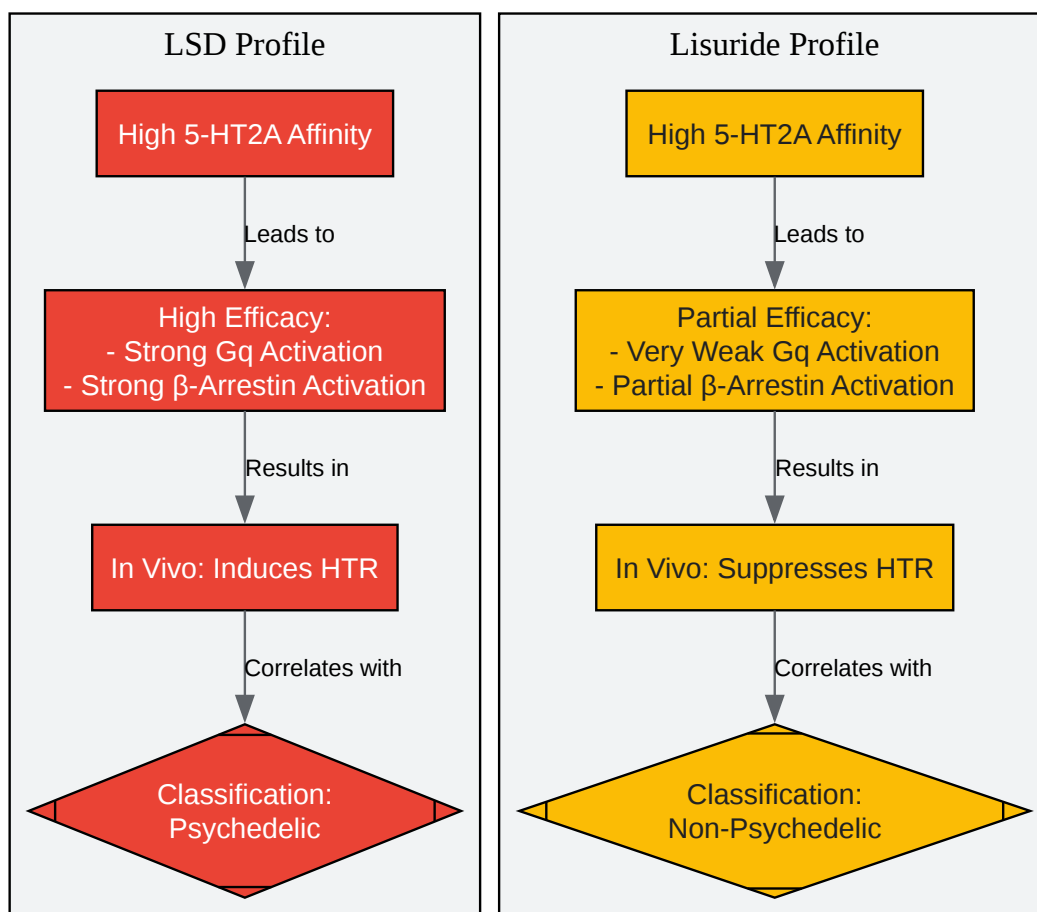 LSD Profile
High 5-HT2A Affinity
Leads to
High Efficacy:
- Strong Gq Activation
- Strong β-Arrestin Activation
Results in
In Vivo: Induces HTR
Correlates with
Classification:
Psychedelic
Lisuride Profile
High 5-HT2A Affinity
Leads to
Partial Efficacy:
- Very Weak Gq Activation
- Partial β-Arrestin Activation
Results in
In Vivo: Suppresses HTR
Correlates with
Classification:
Non-Psychedelic